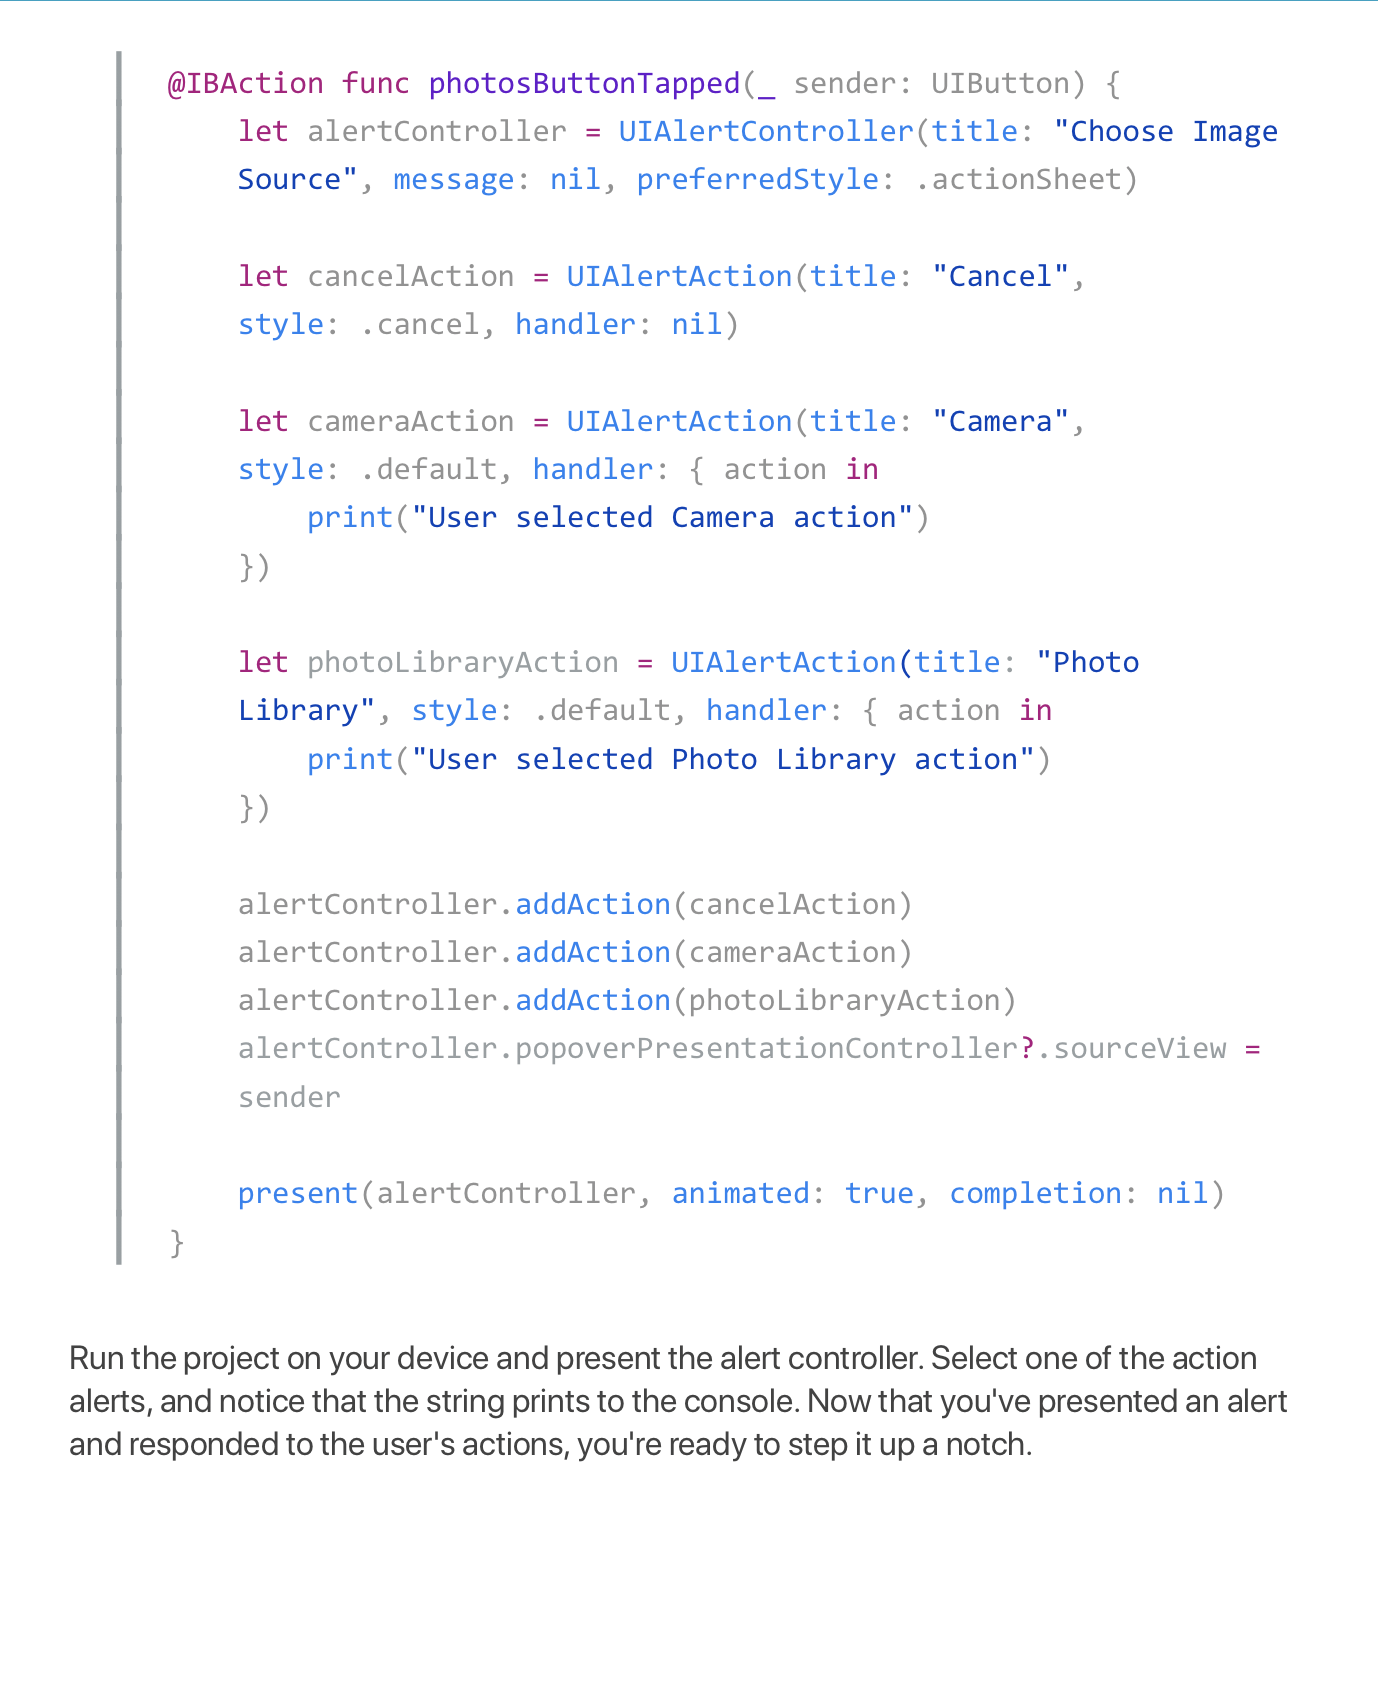 @IBAction func photosButtonTapped(_ sender: UIButton) {
    let alertController = UIAlertController(title: "Choose Image
    Source", message: nil, preferredStyle: .actionSheet)

    let cancelAction = UIAlertAction(title: "Cancel",
    style: .cancel, handler: nil)

    let cameraAction = UIAlertAction(title: "Camera",
    style: .default, handler: { action in
        print("User selected Camera action")
    })

    let photoLibraryAction = UIAlertAction(title: "Photo
    Library", style: .default, handler: { action in
        print("User selected Photo Library action")
    })

    alertController.addAction(cancelAction)
    alertController.addAction(cameraAction)
    alertController.addAction(photoLibraryAction)
    alertController.popoverPresentationController?.sourceView =
    sender

    present(alertController, animated: true, completion: nil)
}
Run the project on your device and present the alert controller. Select one of the action
alerts, and notice that the string prints to the console. Now that you've presented an alert
and responded to the user's actions, you're ready to step it up a notch.